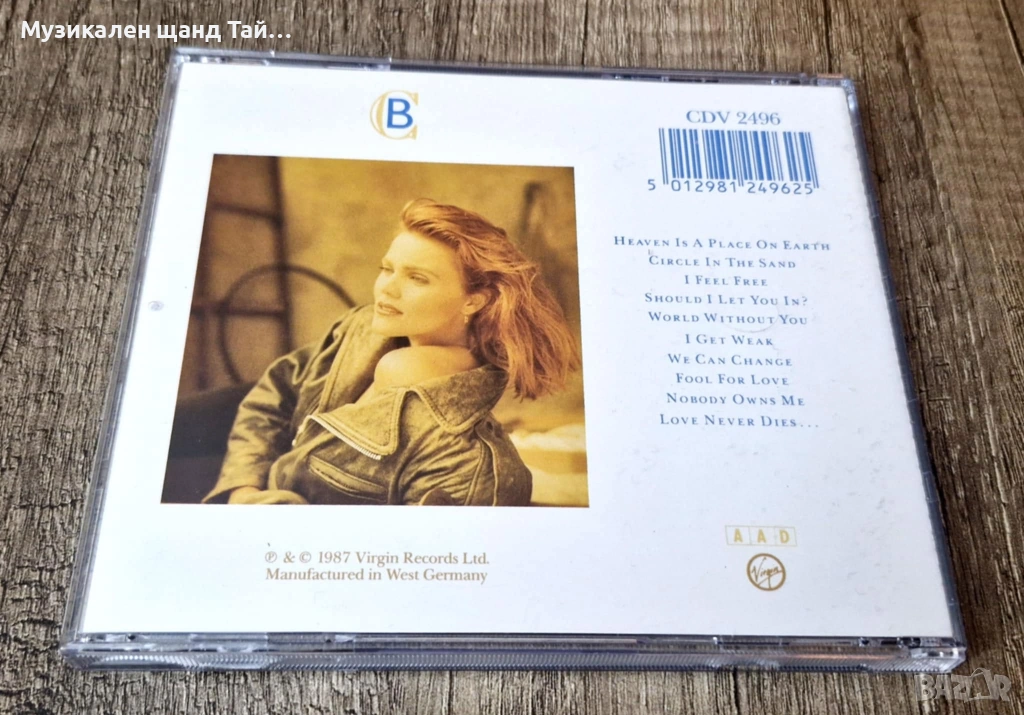 Музикален щанд Тай...
CB
CDV 2496
5 012981 249625
HEAVEN IS A PLACE ON EARTH
CIRCLE IN THE SAND
I FEEL FREE
SHOULD I LET YOU IN?
WORLD WITHOUT YOU
I GET WEAK
WE CAN CHANGE
FOOL FOR LOVE
NOBODY OWNS ME
LOVE NEVER DIES...
AAD
Virgin
℗ & © 1987 Virgin Records Ltd.
Manufactured in West Germany
BAZAR